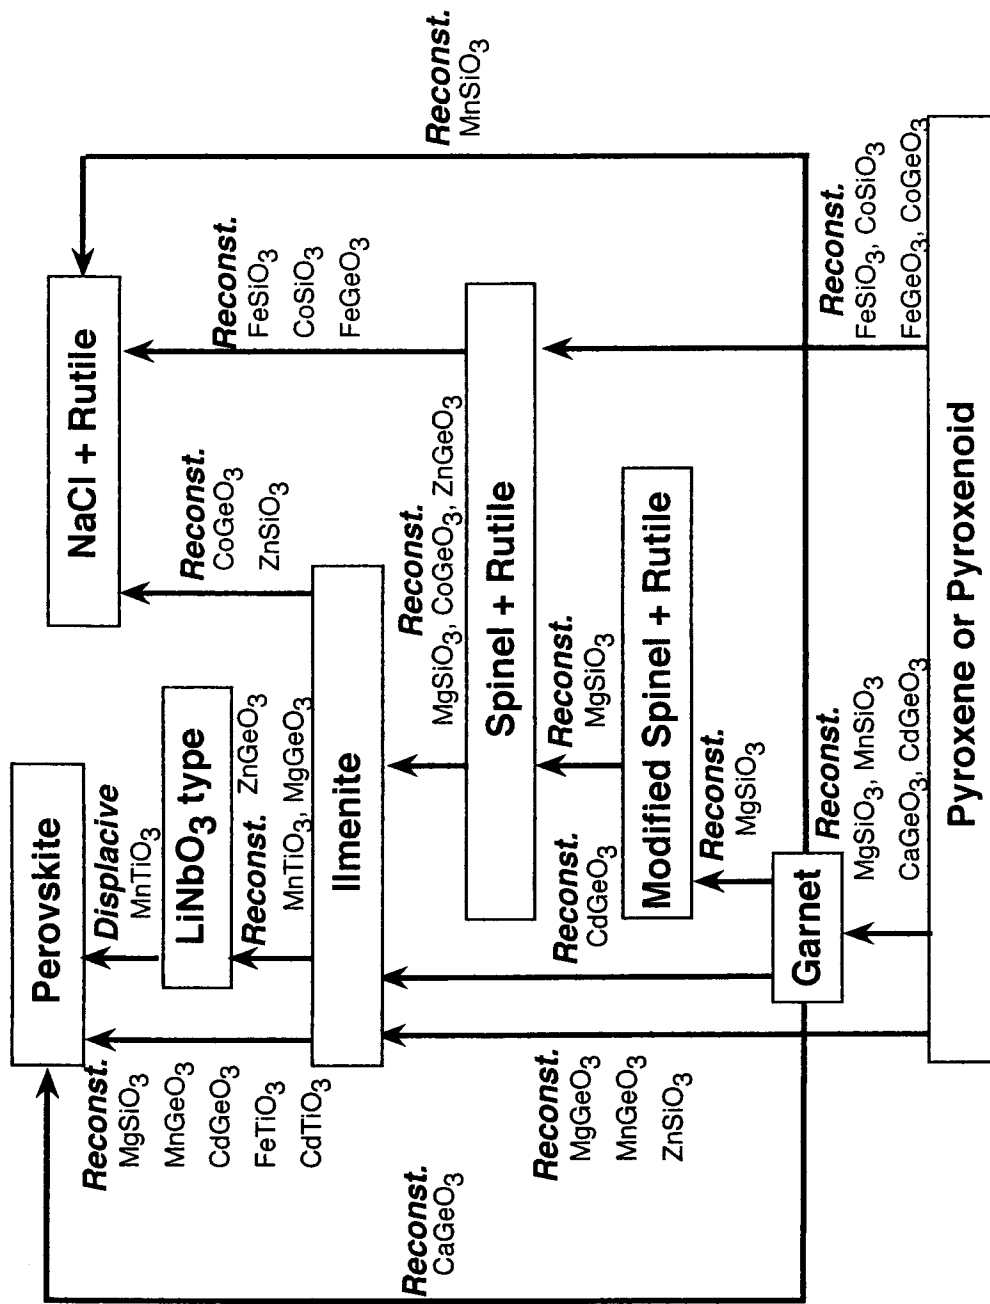 Perovskite
NaCl + Rutile
Reconst.
MgSiO3
MnGeO3
CdGeO3
FeTiO3
CdTiO3
Displacive
MnTiO3
LiNbO3 type
Reconst.
ZnGeO3
MnTiO3, MgGeO3
Reconst.
CoGeO3
ZnSiO3
Reconst.
FeSiO3
CoSiO3
FeGeO3
Reconst.
MnSiO3
Ilmenite
Reconst.
CaGeO3
Reconst.
MgSiO3, CoGeO3, ZnGeO3
Spinel + Rutile
Reconst.
MgGeO3
MnGeO3
ZnSiO3
Reconst.
CdGeO3
Reconst.
MgSiO3
Modified Spinel + Rutile
Reconst.
MgSiO3
Garnet
Reconst.
MgSiO3, MnSiO3
CaGeO3, CdGeO3
Reconst.
FeSiO3, CoSiO3
FeGeO3, CoGeO3
Pyroxene or Pyroxenoid